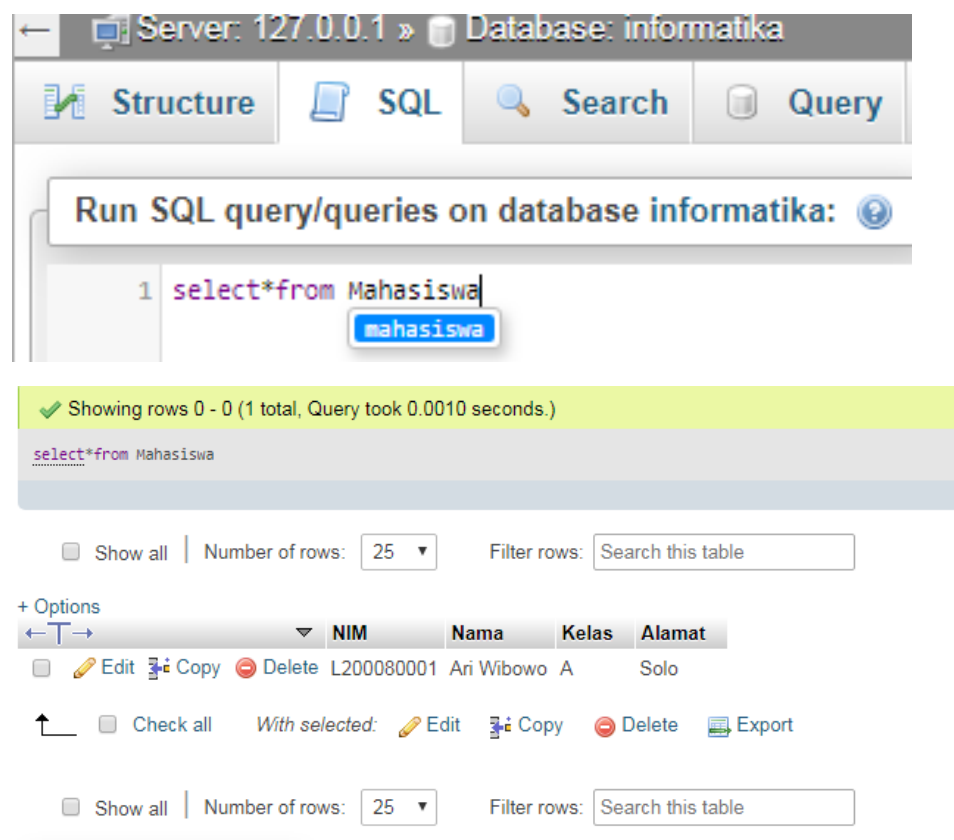 Server: 127.0.0.1 » Database: informatika
Structure SQL Search Query
Run SQL query/queries on database informatika:
1 select*from Mahasiswa
mahasiswa
Showing rows 0 - 0 (1 total, Query took 0.0010 seconds.)
select*from Mahasiswa
Show all Number of rows: 25 Filter rows: Search this table
+ Options
←T→ NIM Nama Kelas Alamat
Edit Copy Delete L200080001 Ari Wibowo A Solo
Check all With selected: Edit Copy Delete Export
Show all Number of rows: 25 Filter rows: Search this table